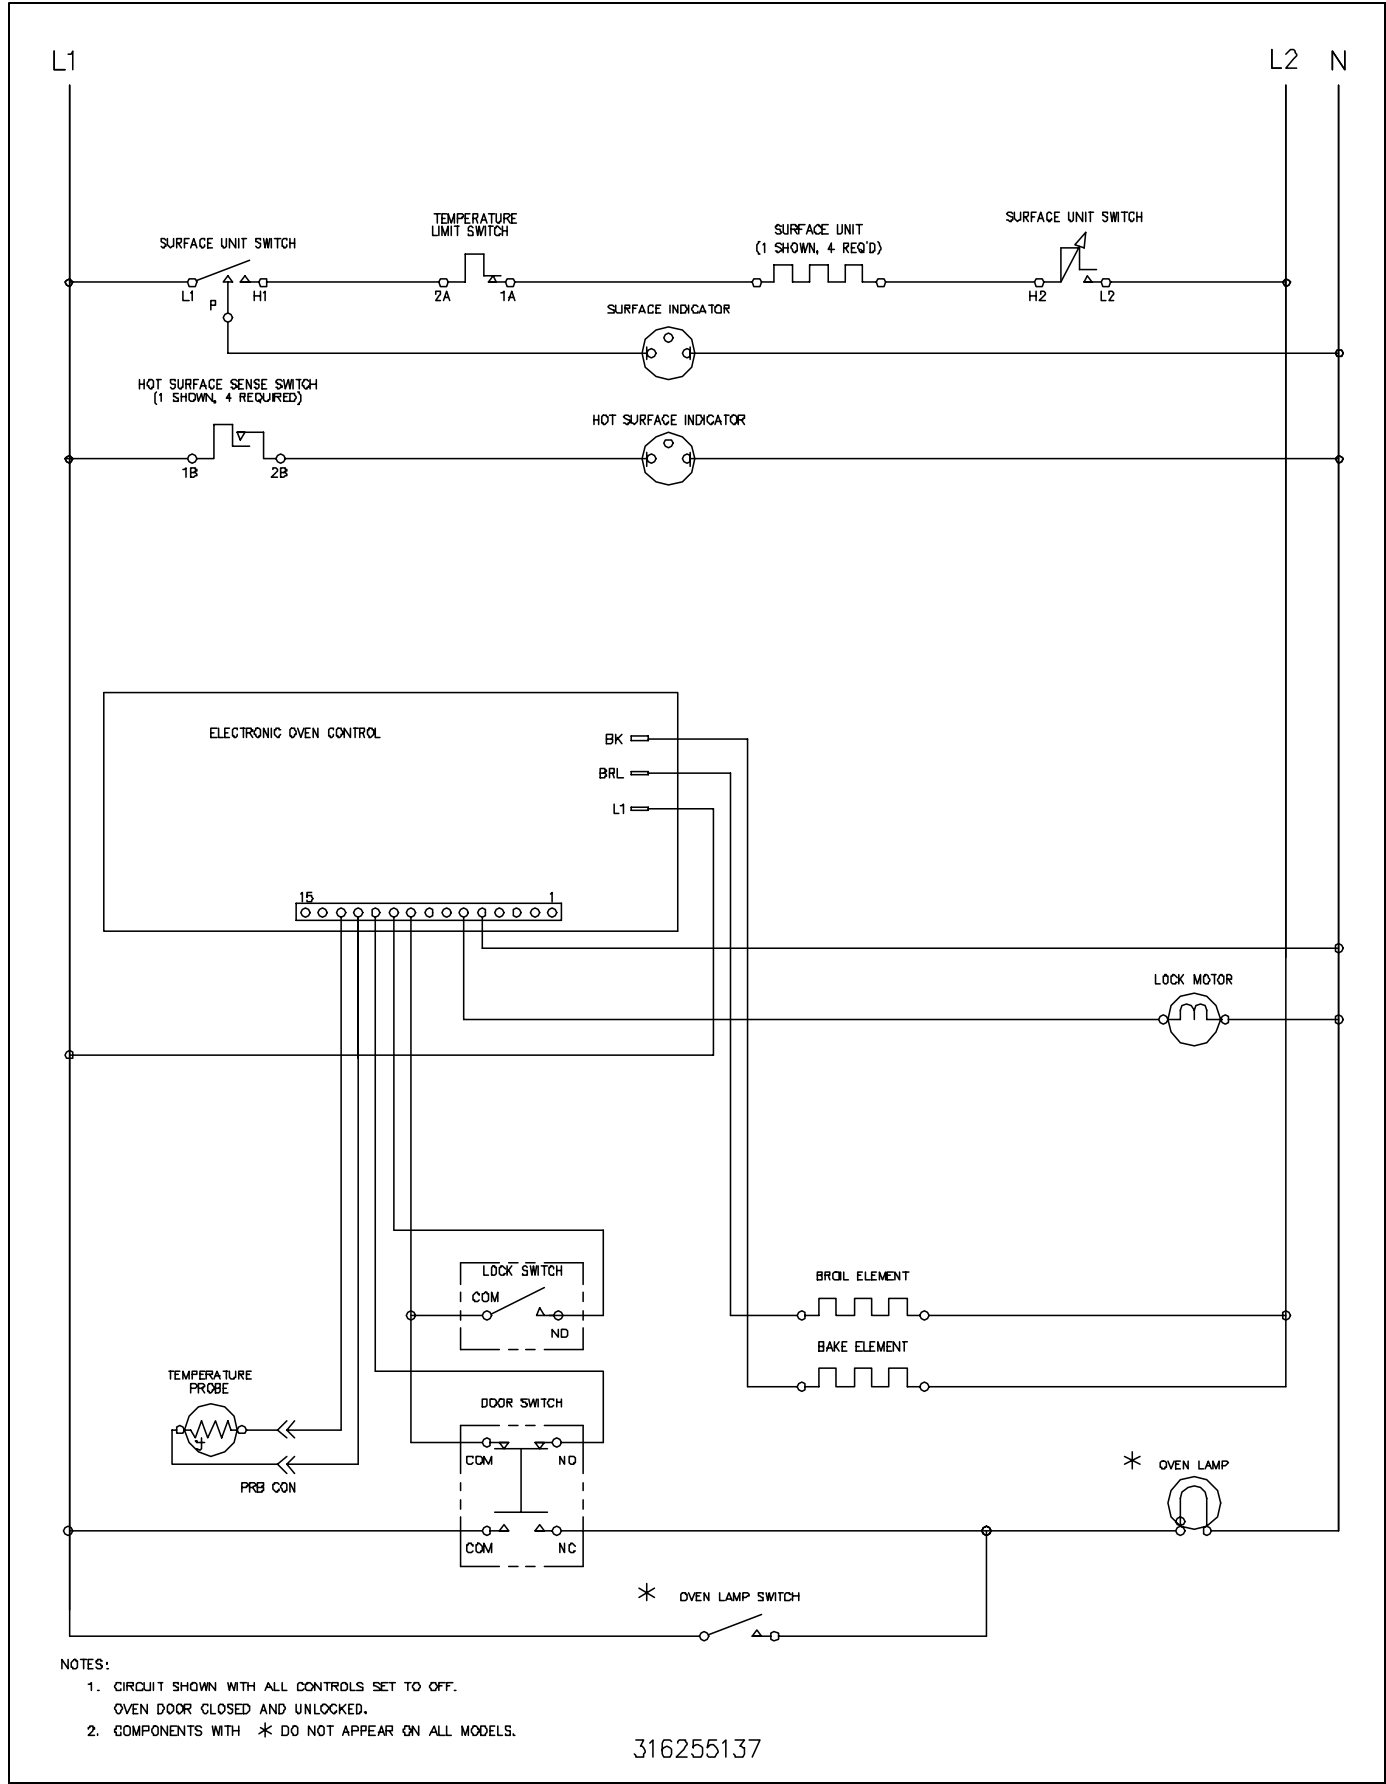 L1
L2 N
TEMPERATURE
LIMIT SWITCH
SURFACE UNIT SWITCH
SURFACE UNIT
(1 SHOWN, 4 REQ'D)
SURFACE UNIT SWITCH
L1
P
H1
2A
1A
H2
L2
SURFACE INDICATOR
HOT SURFACE SENSE SWITCH
(1 SHOWN, 4 REQUIRED)
HOT SURFACE INDICATOR
1B
2B
ELECTRONIC OVEN CONTROL
BK
BRL
L1
15
1
LOCK MOTOR
LOCK SWITCH
COM
NO
BROIL ELEMENT
BAKE ELEMENT
TEMPERATURE
PROBE
PRB CON
DOOR SWITCH
COM
NO
COM
NC
* OVEN LAMP
* OVEN LAMP SWITCH
NOTES:
1. CIRCUIT SHOWN WITH ALL CONTROLS SET TO OFF.
OVEN DOOR CLOSED AND UNLOCKED.
2. COMPONENTS WITH * DO NOT APPEAR ON ALL MODELS.
316255137